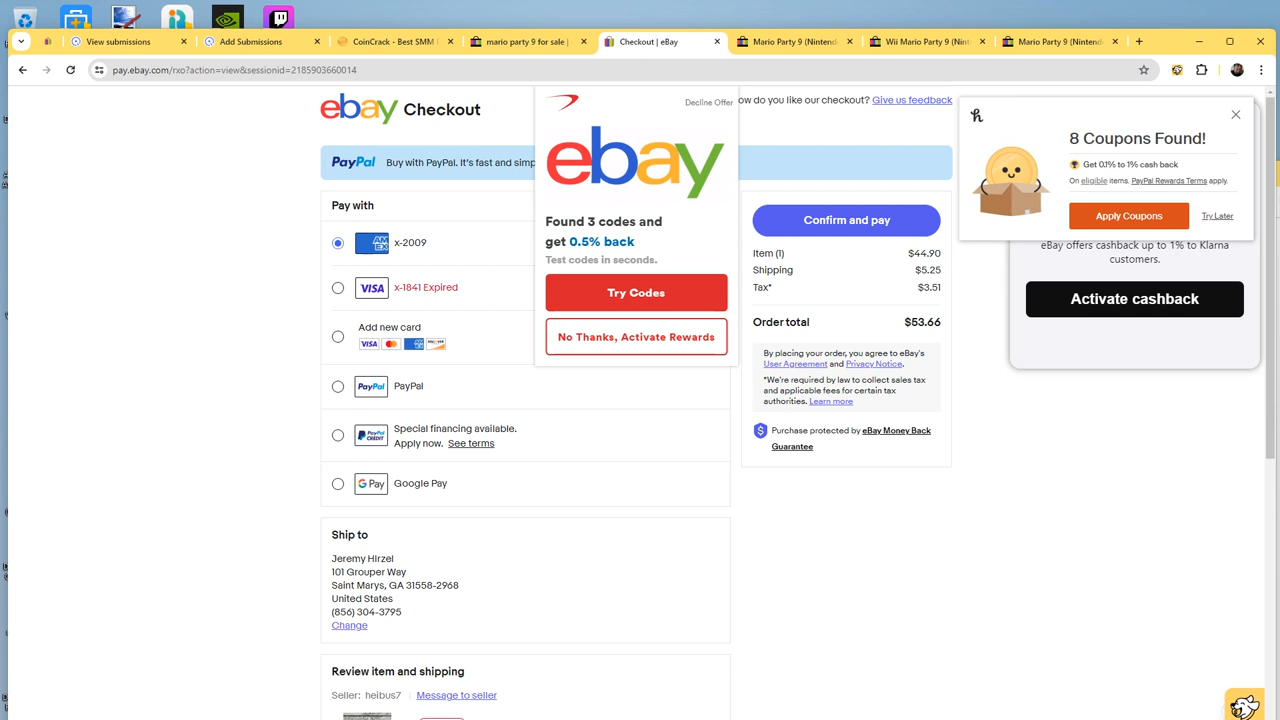 View submissions
Add Submissions
CoinCrack - Best SMM F
mario party 9 for sale |
Checkout | eBay
Mario Party 9 (Nintend
Wii Mario Party 9 (Nint
Mario Party 9 (Nintend
pay.ebay.com/rxo?action=view&sessionid=2185903660014
ebay Checkout
ow do you like our checkout? Give us feedback
PayPal Buy with PayPal. It's fast and simp
Pay with
AM EX x-2009
VISA x-1841 Expired
Add new card
VISA
PayPal PayPal
PayPal CREDIT Special financing available.
Apply now. See terms
G Pay Google Pay
Ship to
Jeremy HIrzel
101 Grouper Way
Saint Marys, GA 31558-2968
United States
(856) 304-3795
Change
Review item and shipping
Seller: heibus7 | Message to seller
Decline Offer
ebay
Found 3 codes and
get 0.5% back
Test codes in seconds.
Try Codes
No Thanks, Activate Rewards
Confirm and pay
Item (1) $44.90
Shipping $5.25
Tax* $3.51
Order total $53.66
By placing your order, you agree to eBay's
User Agreement and Privacy Notice.
*We're required by law to collect sales tax
and applicable fees for certain tax
authorities. Learn more
Purchase protected by eBay Money Back
Guarantee
8 Coupons Found!
Get 0.1% to 1% cash back
On eligible items. PayPal Rewards Terms apply.
Apply Coupons
Try Later
eBay offers cashback up to 1% to Klarna
customers.
Activate cashback